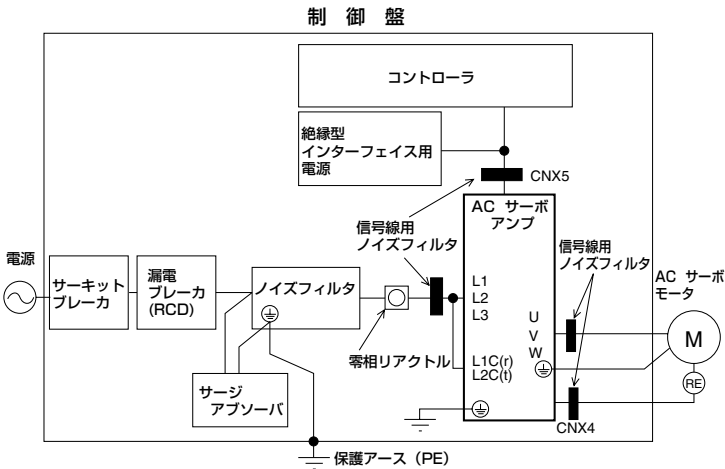 制 御 盤
コントローラ
絶縁型
インターフェイス用
電源
CNX5
AC サーボ
アンプ
信号線用
ノイズフィルタ
信号線用
ノイズフィルタ
電源
サーキット
ブレーカ
漏電
ブレーカ
(RCD)
ノイズフィルタ
L1
L2
L3
U
V
W
AC サーボ
モータ
M
零相リアクトル
L1C(r)
L2C(t)
RE
サージ
アブソーバ
CNX4
保護アース（PE）